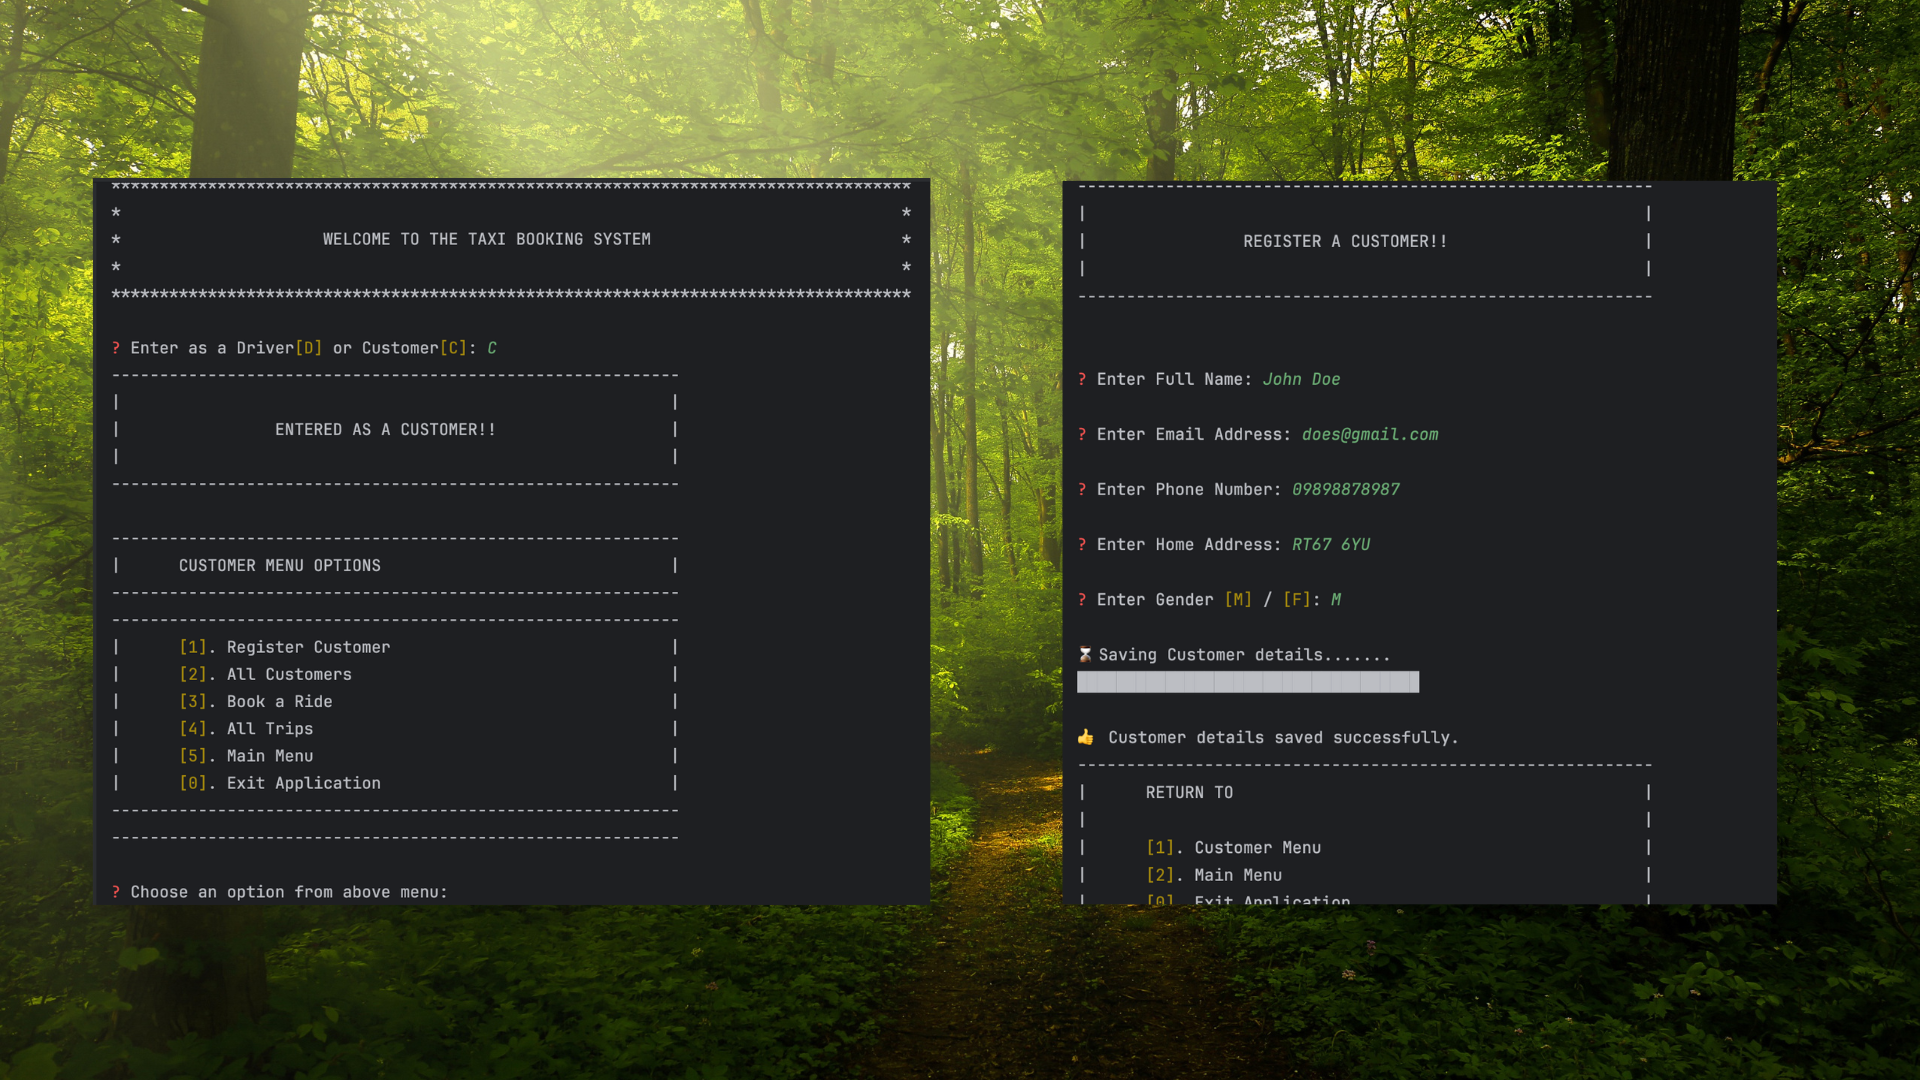 ********************************************************************************
* *
* WELCOME TO THE TAXI BOOKING SYSTEM *
* *
********************************************************************************
? Enter as a Driver[D] or Customer[C]: C
-----------------------------------------------------------
| |
| ENTERED AS A CUSTOMER!! |
| |
-----------------------------------------------------------
-----------------------------------------------------------
| CUSTOMER MENU OPTIONS |
-----------------------------------------------------------
-----------------------------------------------------------
| [1]. Register Customer |
| [2]. All Customers |
| [3]. Book a Ride |
| [4]. All Trips |
| [5]. Main Menu |
| [0]. Exit Application |
-----------------------------------------------------------
-----------------------------------------------------------
? Choose an option from above menu:
-----------------------------------------------------------
| |
| REGISTER A CUSTOMER!! |
| |
-----------------------------------------------------------
? Enter Full Name: John Doe
? Enter Email Address: does@gmail.com
? Enter Phone Number: 09898878987
? Enter Home Address: RT67 6YU
? Enter Gender [M] / [F]: M
⌛Saving Customer details.......
👍 Customer details saved successfully.
-----------------------------------------------------------
| RETURN TO |
| |
| [1]. Customer Menu |
| [2]. Main Menu |
| [0]. Exit Application |